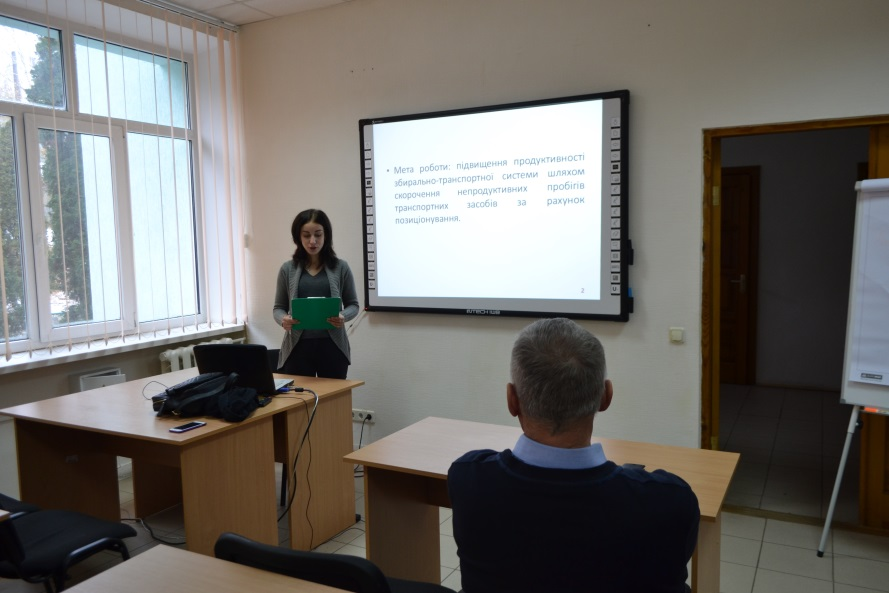 • Мета роботи: підвищення продуктивності
збирально-транспортної системи шляхом
скорочення непродуктивних пробігів
транспортних засобів за рахунок
позиціонування.
2